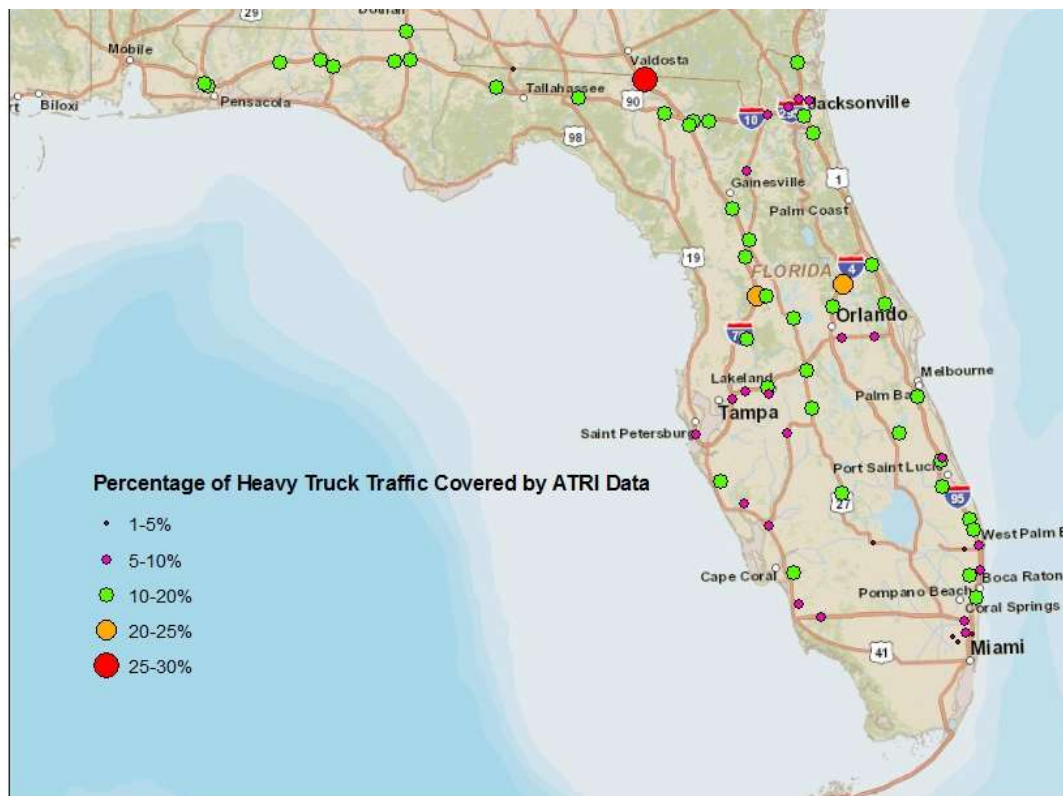 29
Dothan
Mobile
Valdosta
Tallahassee
Jacksonville
rt
Biloxi
Pensacola
90
10
295
98
Gainesville
1
Palm Coast
19
FLORIDA
4
Orlando
Lakeland
Melbourne
Palm Ba
Tampa
Saint Petersburg
Port Saint Lucie
Percentage of Heavy Truck Traffic Covered by ATRI Data
27
95
1-5%
West Palm B
5-10%
Cape Coral
Boca Raton
10-20%
Pompano Beach
Coral Springs
20-25%
41
Miami
25-30%